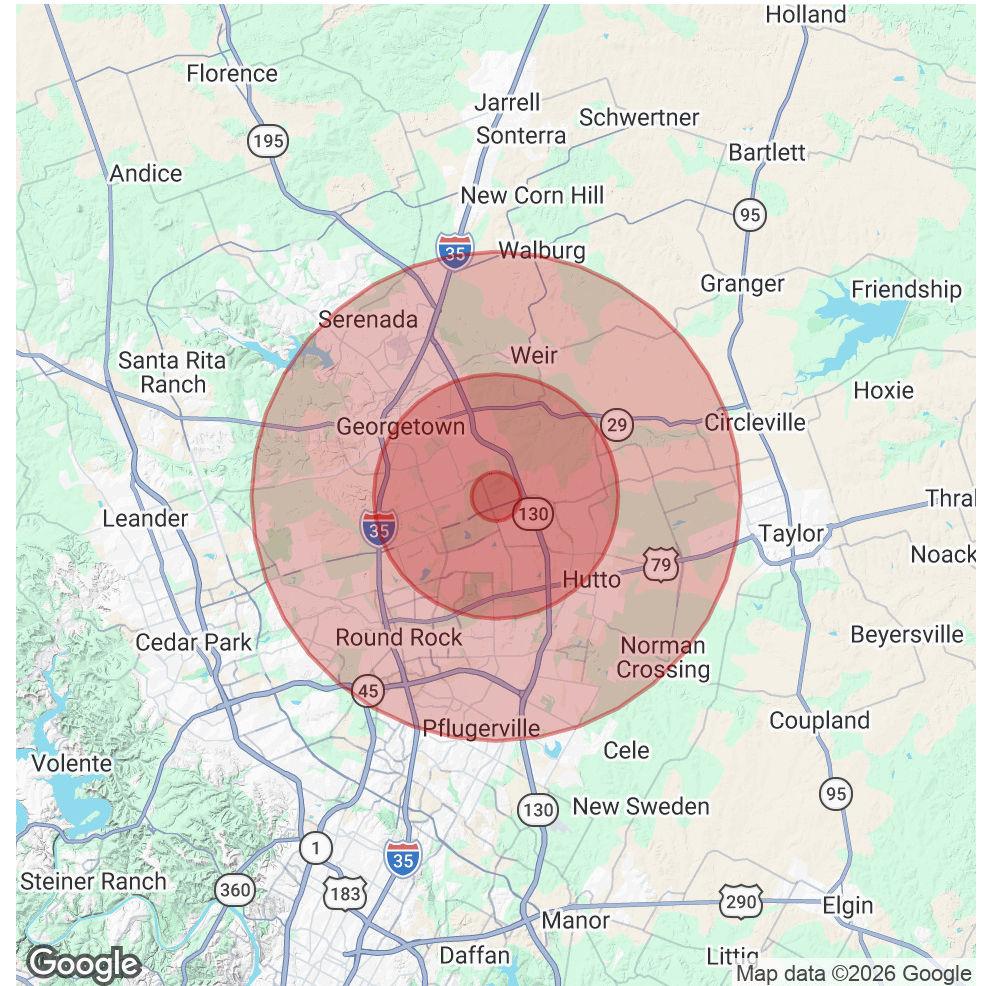 Holland
Florence
Jarrell
Sonterra
Schwertner
195
Bartlett
Andice
New Corn Hill
95
35
Walburg
Granger
Friendship
Serenada
Weir
Santa Rita
Ranch
Hoxie
Georgetown
29
Circleville
Leander
35
130
Thral
Taylor
Noack
79
Hutto
Round Rock
Cedar Park
Norman
Crossing
Beyersville
45
Pflugerville
Coupland
Cele
Volente
130
New Sweden
95
1
35
Steiner Ranch
360
183
290
Elgin
Manor
Daffan
Littig
Google
Map data ©2026 Google